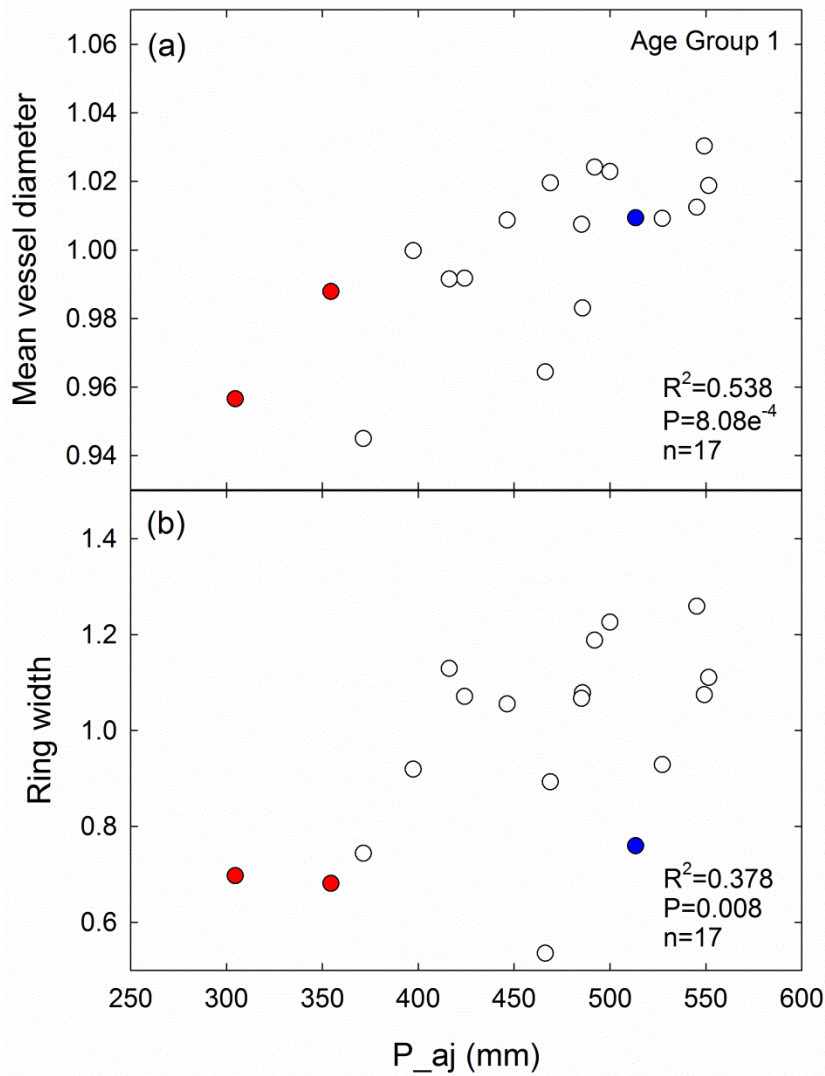 (a)
Age Group 1
1.06
1.04
1.02
1.00
0.98
0.96
0.94
Mean vessel diameter
R²=0.538
P=8.08e⁻⁴
n=17
(b)
1.4
1.2
1.0
0.8
0.6
Ring width
R²=0.378
P=0.008
n=17
250 300 350 400 450 500 550 600
P_aj (mm)